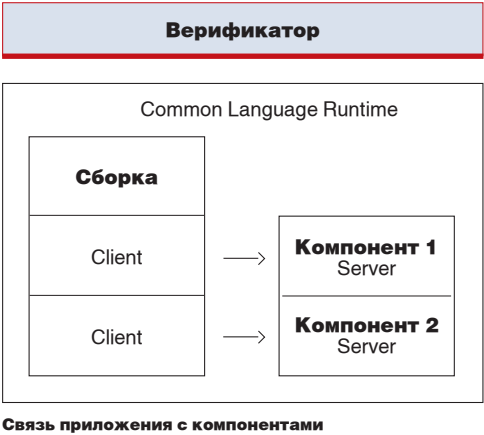 Верификатор
Common Language Runtime
Сборка
Client
Client
Компонент 1
Server
Компонент 2
Server
Связь приложения с компонентами